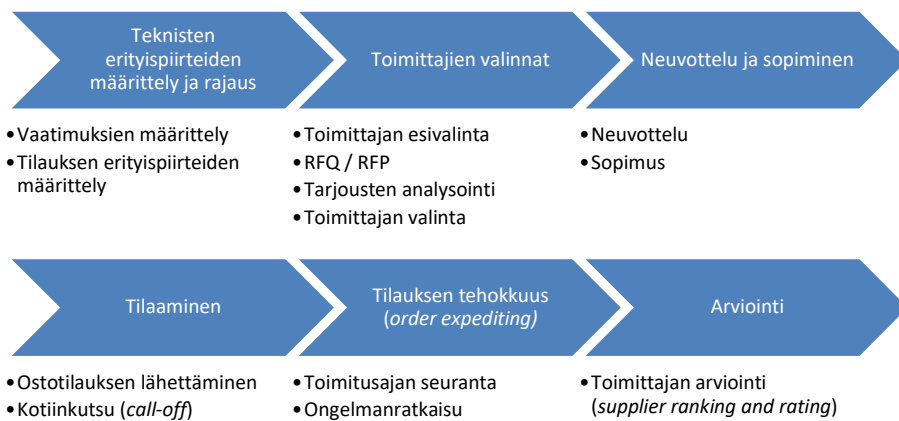 Teknisten
erityispiirteiden
määrittely ja rajaus
Toimittajien valinnat
Neuvottelu ja sopiminen
•Vaatimuksien määrittely
•Tilauksen erityispiirteiden
määrittely
•Toimittajan esivalinta
•RFQ / RFP
•Tarjousten analysointi
•Toimittajan valinta
•Neuvottelu
•Sopimus
Tilaaminen
Tilauksen tehokkuus
(order expediting)
Arviointi
•Ostotilauksen lähettäminen
•Kotiinkutsu (call-off)
•Toimitusajan seuranta
•Ongelmanratkaisu
•Toimittajan arviointi
(supplier ranking and rating)